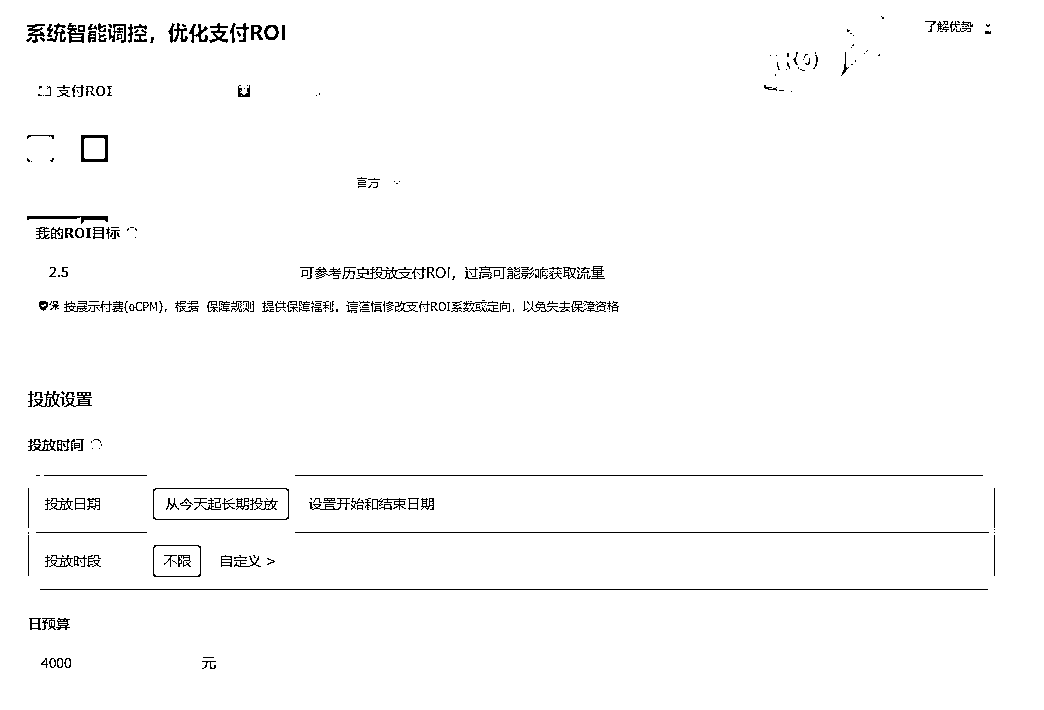 系统智能调控，优化支付ROI
了解优势
支付ROI
官方
我的ROI目标
2.5
可参考历史投放支付ROI，过高可能影响获取流量
保 按展示付费(oCPM)，根据 保障规则 提供保障福利，请谨慎修改支付ROI系数或定向，以免失去保障资格
投放设置
投放时间
投放日期 从今天起长期投放 设置开始和结束日期
投放时段 不限 自定义 >
日预算
4000 元